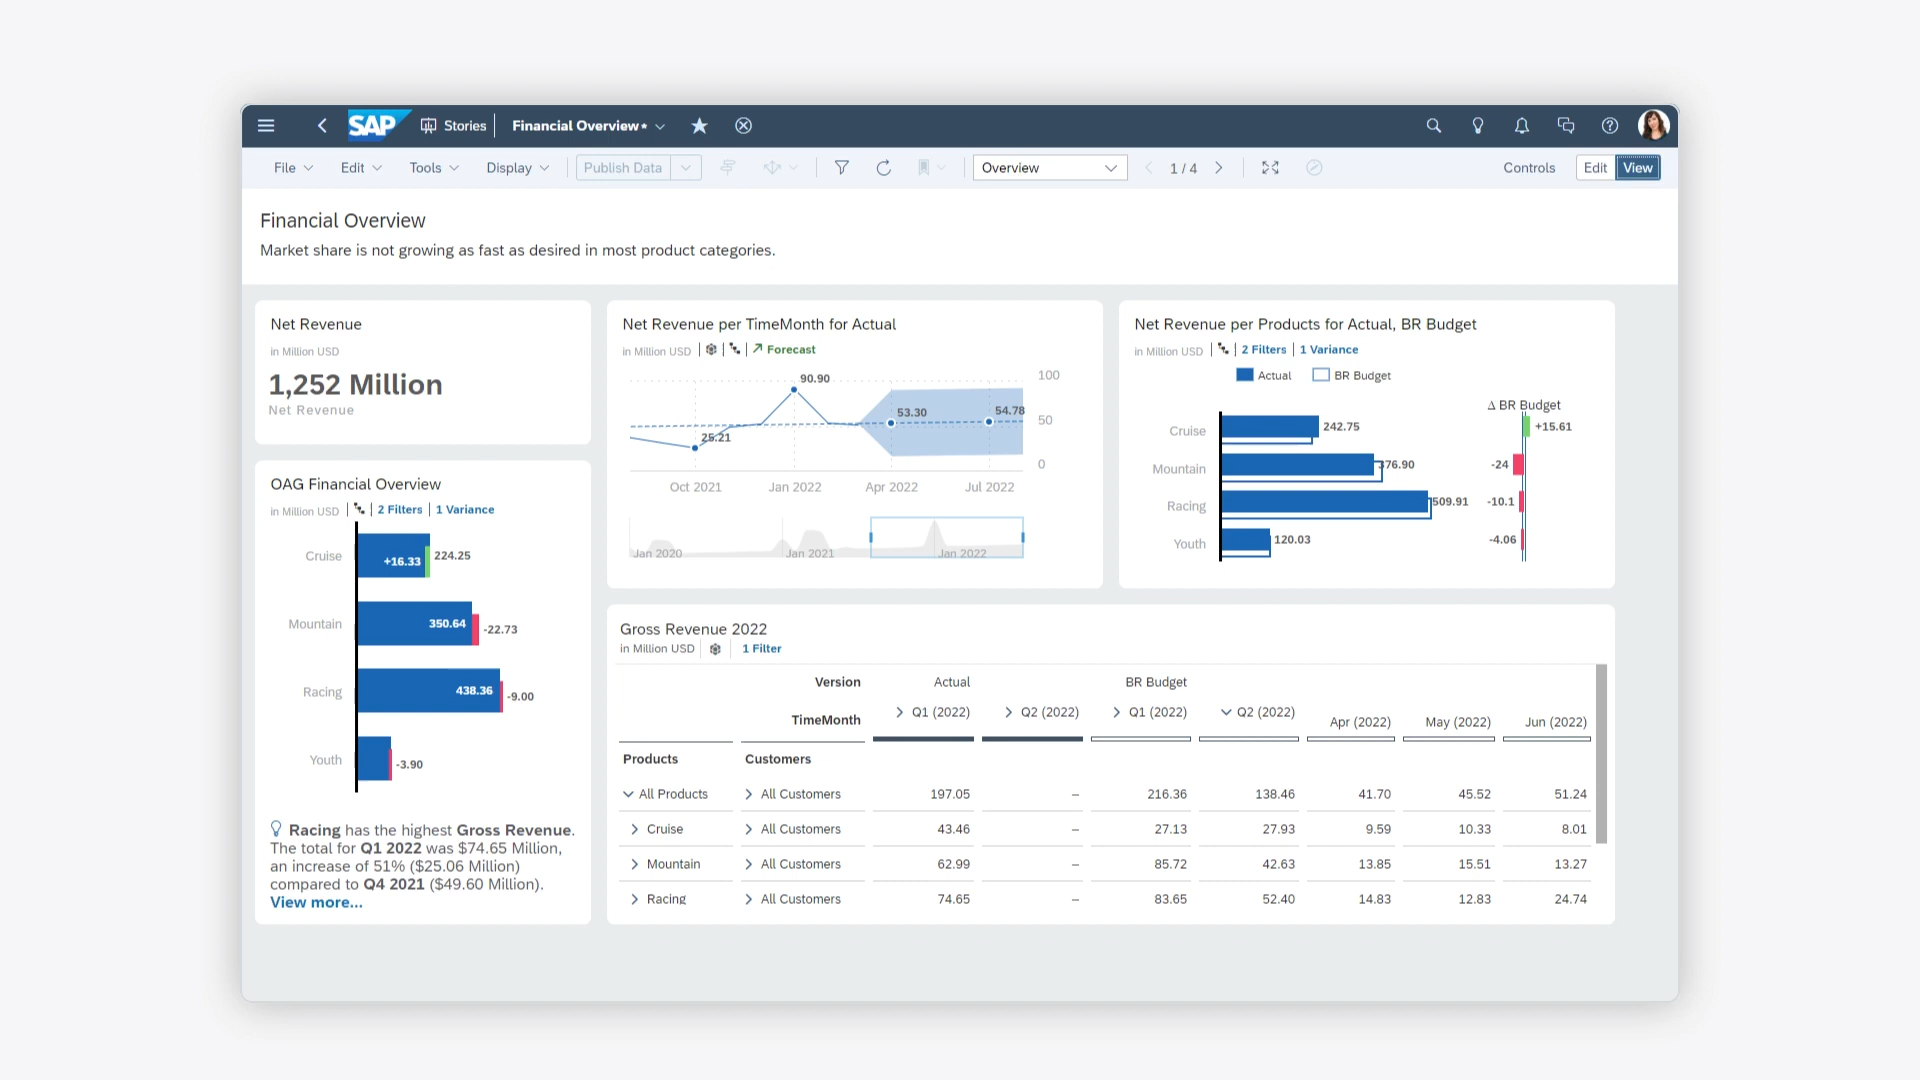 SAP Stories Financial Overview*
File Edit Tools Display Publish Data Overview 1 / 4 Controls Edit View
Financial Overview
Market share is not growing as fast as desired in most product categories.
Net Revenue
in Million USD
1,252 Million
Net Revenue
OAG Financial Overview
in Million USD 2 Filters 1 Variance
Cruise +16.33 224.25
Mountain 350.64 -22.73
Racing 438.36 -9.00
Youth -3.90
Racing has the highest Gross Revenue.
The total for Q1 2022 was $74.65 Million,
an increase of 51% ($25.06 Million)
compared to Q4 2021 ($49.60 Million).
View more...
Net Revenue per TimeMonth for Actual
in Million USD Forecast
90.90
100
53.30
54.78
50
25.21
0
Oct 2021 Jan 2022 Apr 2022 Jul 2022
Jan 2020 Jan 2021 Jan 2022
Net Revenue per Products for Actual, BR Budget
in Million USD 2 Filters 1 Variance
Actual BR Budget
Δ BR Budget
Cruise 242.75 +15.61
Mountain 376.90 -24
Racing 509.91 -10.1
Youth 120.03 -4.06
Gross Revenue 2022
in Million USD 1 Filter
Version Actual BR Budget
TimeMonth Q1 (2022) Q2 (2022) Q1 (2022) Q2 (2022) Apr (2022) May (2022) Jun (2022)
Products Customers
All Products All Customers 197.05 – 216.36 138.46 41.70 45.52 51.24
Cruise All Customers 43.46 – 27.13 27.93 9.59 10.33 8.01
Mountain All Customers 62.99 – 85.72 42.63 13.85 15.51 13.27
Racing All Customers 74.65 – 83.65 52.40 14.83 12.83 24.74